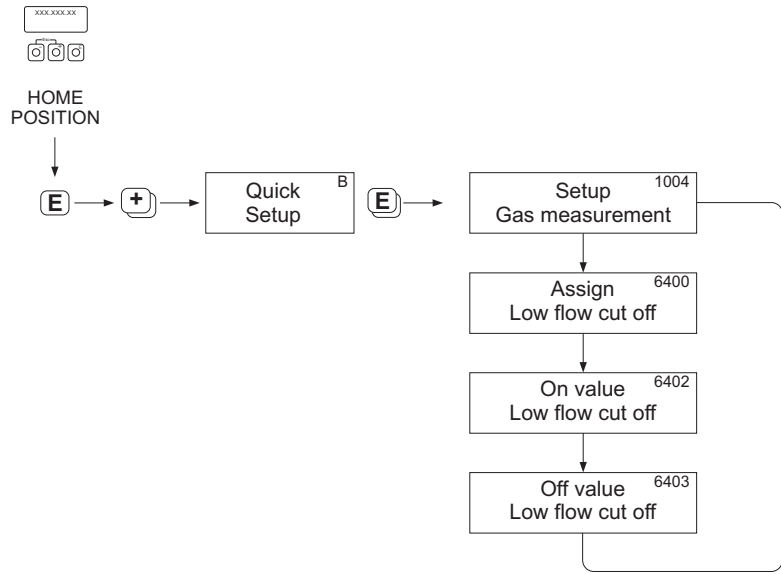 xxx.xxx.xx
Esc
HOME
POSITION
E
+
Quick
Setup
B
E
Setup
Gas measurement
1004
Assign
Low flow cut off
6400
On value
Low flow cut off
6402
Off value
Low flow cut off
6403